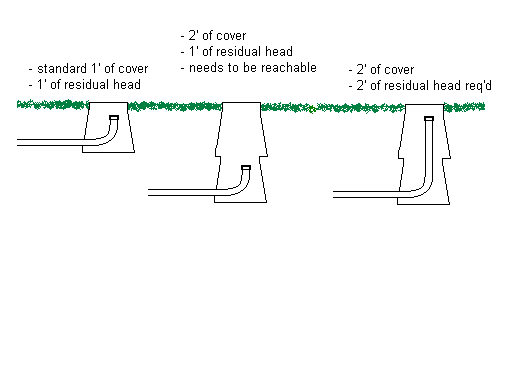 - standard 1' of cover
- 1' of residual head
- 2' of cover
- 1' of residual head
- needs to be reachable
- 2' of cover
- 2' of residual head req'd